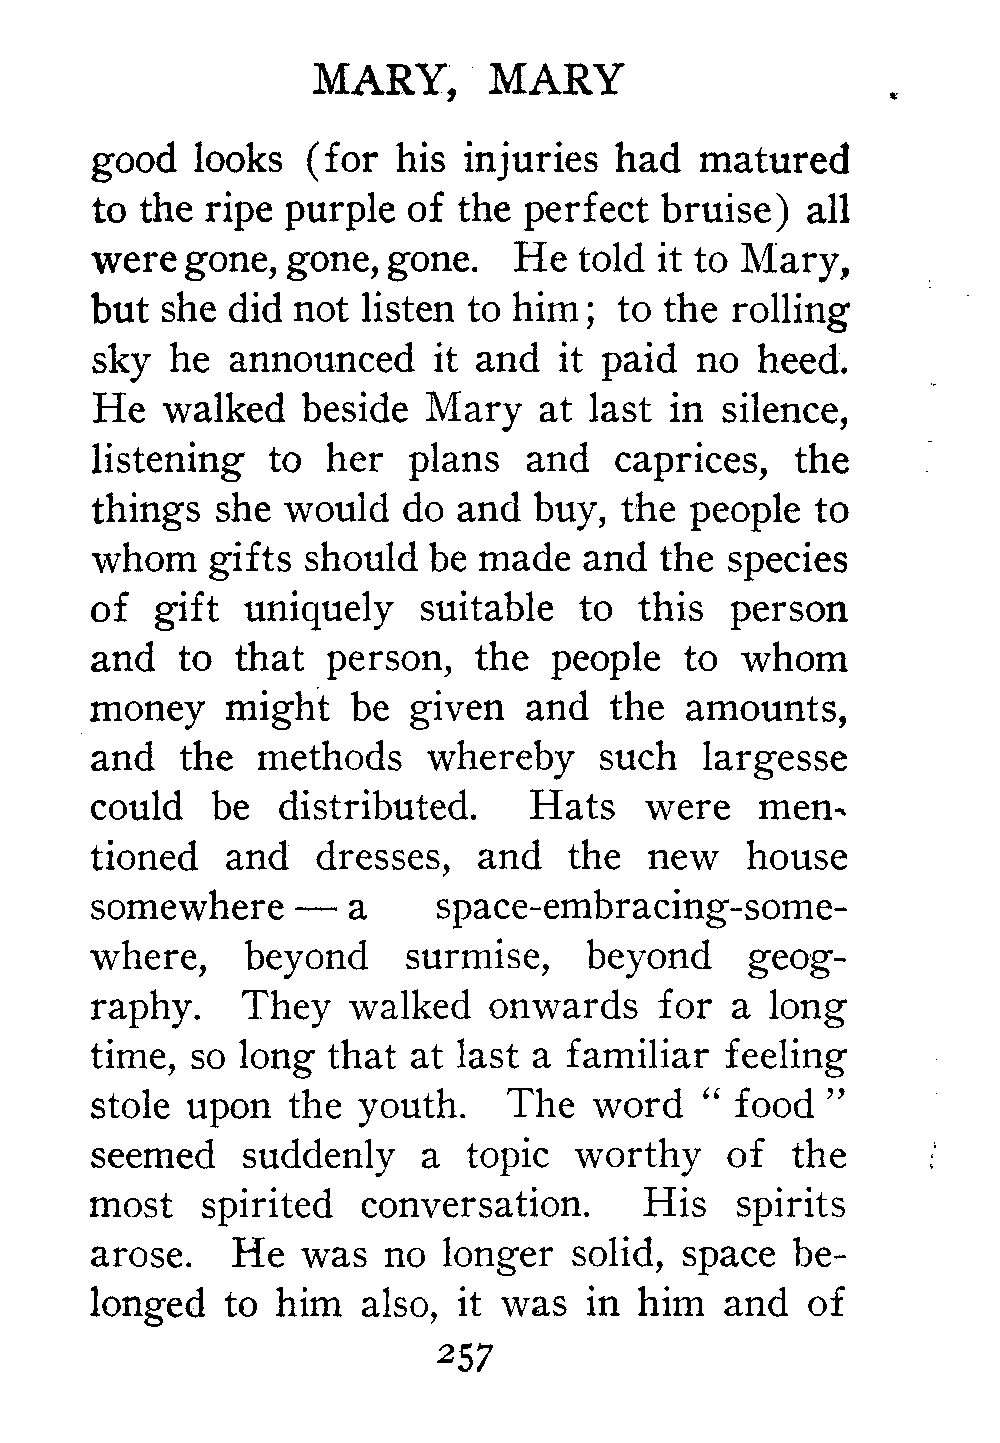 MARY, MARY
good looks (for his injuries had matured
to the ripe purple of the perfect bruise) all
were gone, gone, gone. He told it to Mary,
but she did not listen to him; to the rolling
sky he announced it and it paid no heed.
He walked beside Mary at last in silence,
listening to her plans and caprices, the
things she would do and buy, the people to
whom gifts should be made and the species
of gift uniquely suitable to this person
and to that person, the people to whom
money might be given and the amounts,
and the methods whereby such largesse
could be distributed. Hats were men-
tioned and dresses, and the new house
somewhere — a space-embracing-some-
where, beyond surmise, beyond geog-
raphy. They walked onwards for a long
time, so long that at last a familiar feeling
stole upon the youth. The word “ food ”
seemed suddenly a topic worthy of the
most spirited conversation. His spirits
arose. He was no longer solid, space be-
longed to him also, it was in him and of
257